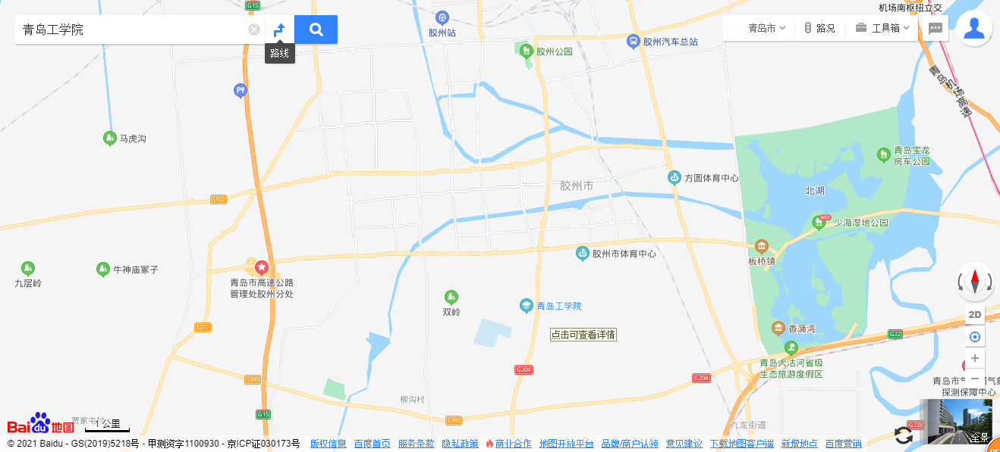 G15
机场南枢纽立交
青岛工学院
胶州站
青岛市
路况
工具箱
胶州汽车总站
路线
胶州公园
青岛机场高速
P
马虎沟
青岛宝龙
房车公园
方圆体育中心
胶州市
北湖
S102
HOT
少海湿地公园
胶州市体育中心
板桥镇
牛神庙冢子
九层岭
青岛市高速公路
管理处胶州分处
双岭
青岛工学院
2D
S217
点击可查看详情
香蒲湾
G22
青岛大沽河省级
生态旅游度假区
G204
G204
S395
青岛市气
探测保障中心
柳沟村
G15
S395
贾家屯村
1公里
九龙街道
G228
Bai du 地图
全景
© 2021 Baidu - GS(2019)5218号 - 甲测资字1100930 - 京ICP证030173号 版权信息 百度首页 服务条款 隐私政策 商业合作 地图开放平台 品牌/商户认领 意见建议 下载地图客户端 新增地点 百度营销